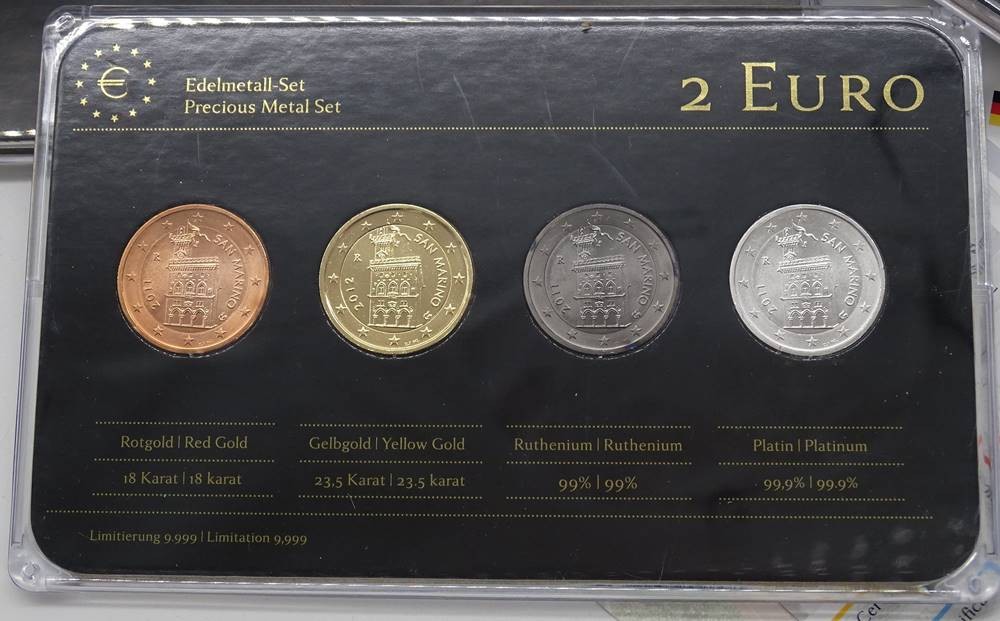 €
Edelmetall-Set
Precious Metal Set
2 EURO
SAN MARINO
R
2011
SAN MARINO
R
2012
SAN MARINO
R
2011
SAN MARINO
R
2011
Rotgold | Red Gold
Gelbgold | Yellow Gold
Ruthenium | Ruthenium
Platin | Platinum
18 Karat | 18 karat
23,5 Karat | 23.5 karat
99% | 99%
99,9% | 99.9%
Limitierung 9.999 | Limitation 9,999